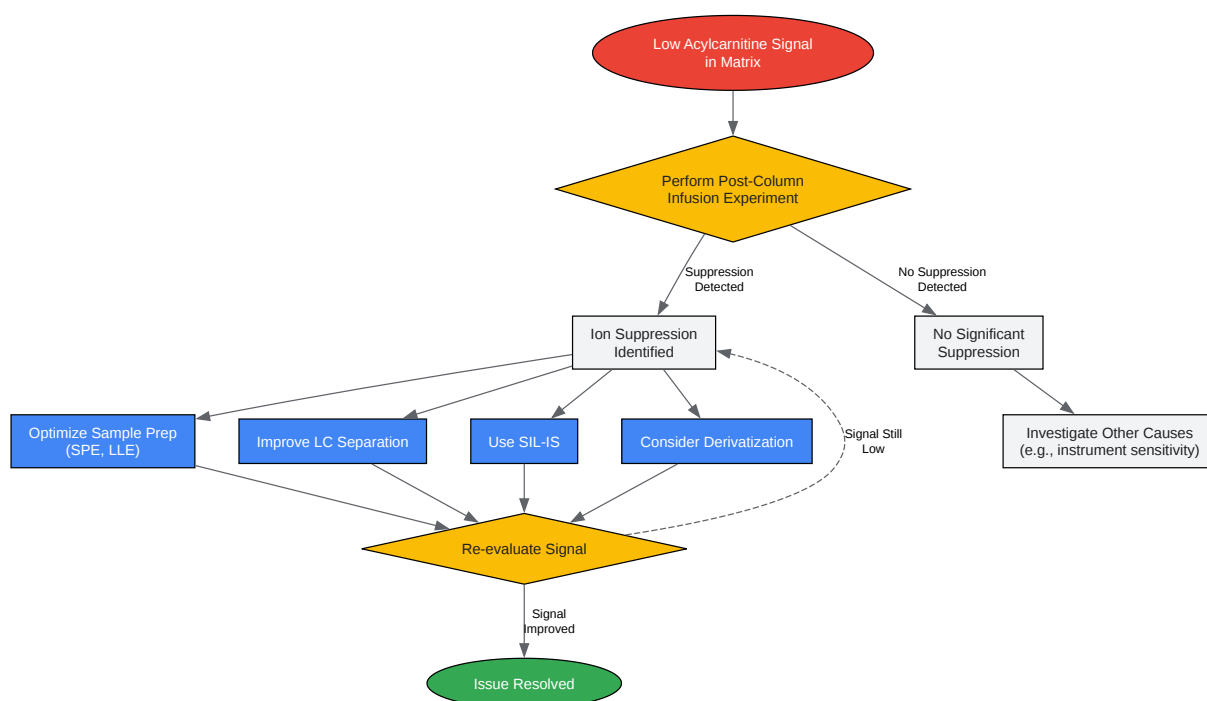 Low Acylcarnitine Signal
in Matrix
Perform Post-Column
Infusion Experiment
Suppression
Detected
No Suppression
Detected
Ion Suppression
Identified
No Significant
Suppression
Optimize Sample Prep
(SPE, LLE)
Improve LC Separation
Use SIL-IS
Consider Derivatization
Signal Still
Low
Investigate Other Causes
(e.g., instrument sensitivity)
Re-evaluate Signal
Signal
Improved
Issue Resolved